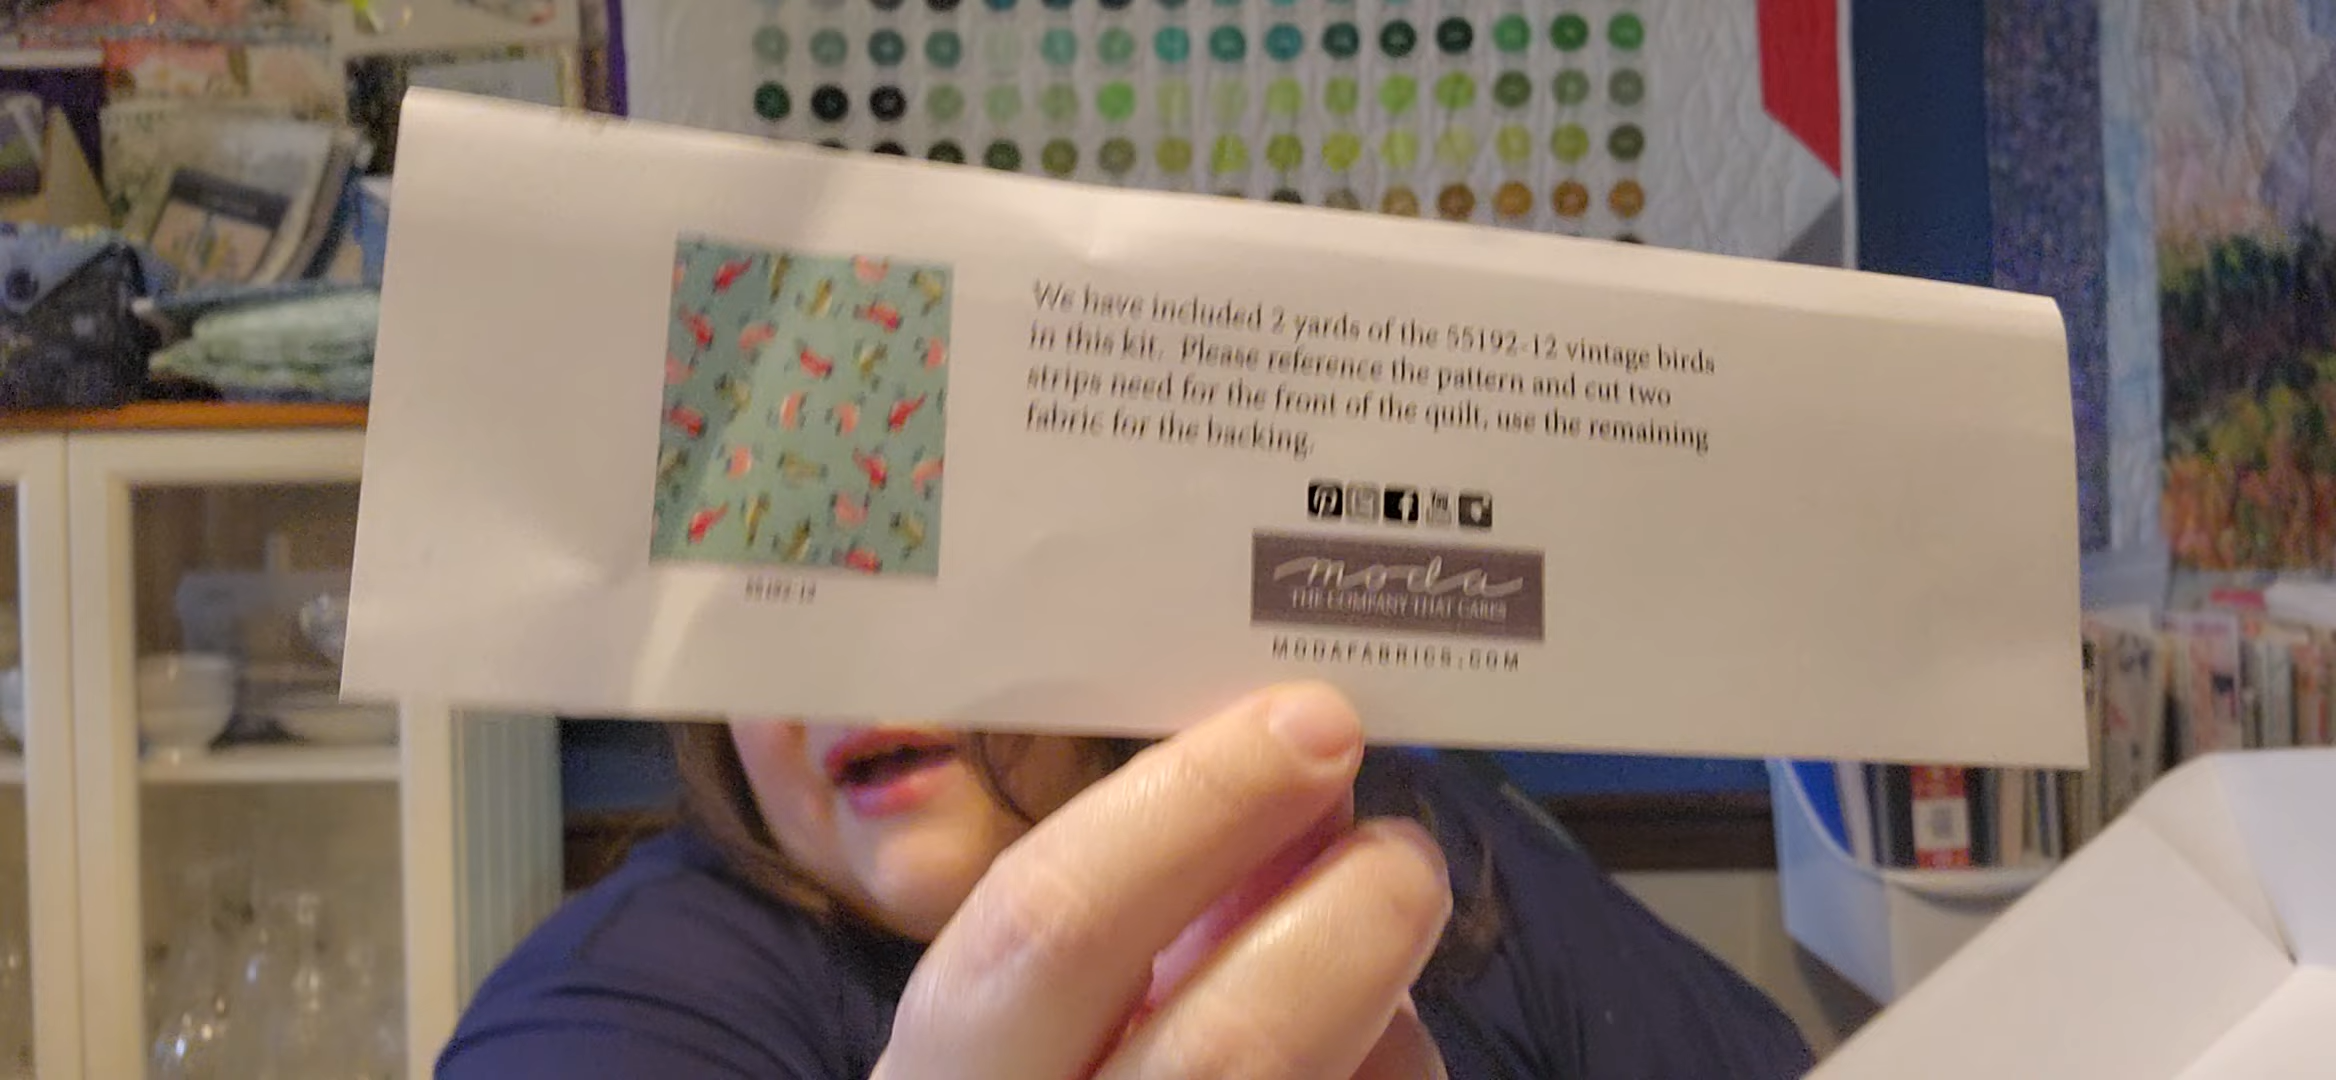 We have included 2 yards of the 55192-12 vintage birds
in this kit. Please reference the pattern and cut two
strips need for the front of the quilt, use the remaining
fabric for the backing.
55192-12
moda
THE COMPANY THAT CARES
MODAFABRICS.COM